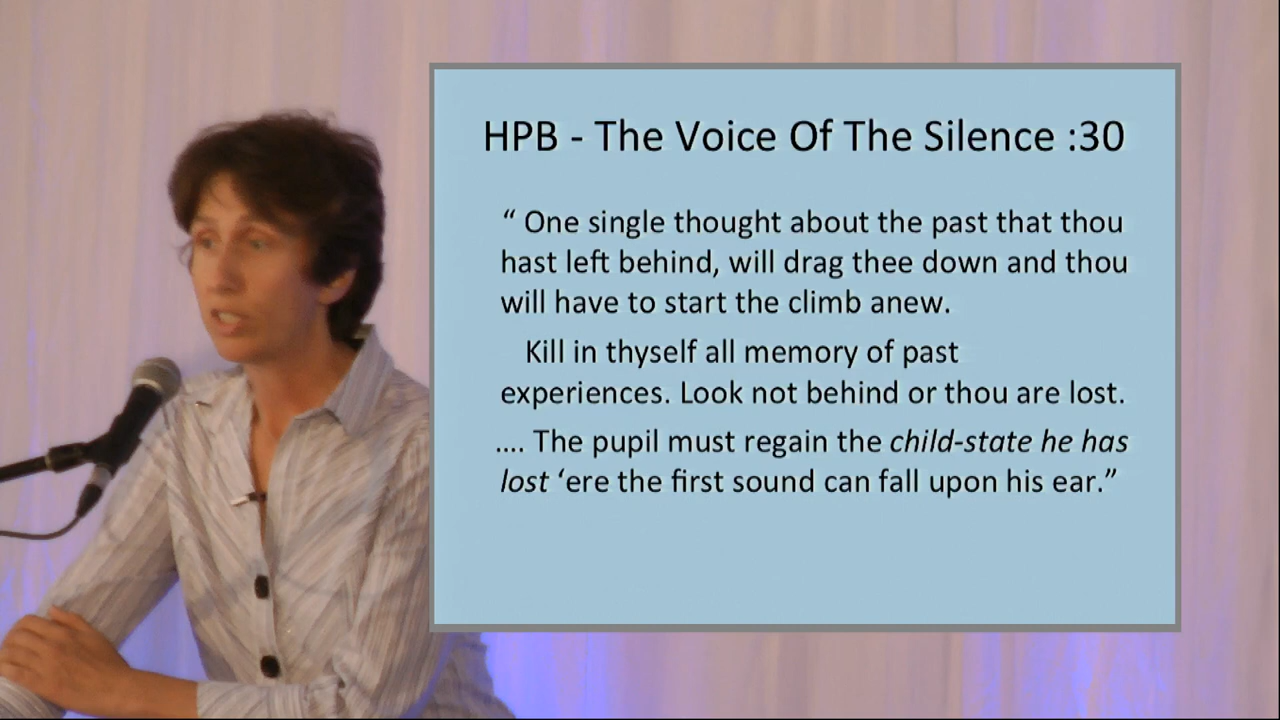 HPB - The Voice Of The Silence :30
“ One single thought about the past that thou
hast left behind, will drag thee down and thou
will have to start the climb anew.
Kill in thyself all memory of past
experiences. Look not behind or thou are lost.
.... The pupil must regain the child-state he has
lost ‘ere the first sound can fall upon his ear.”